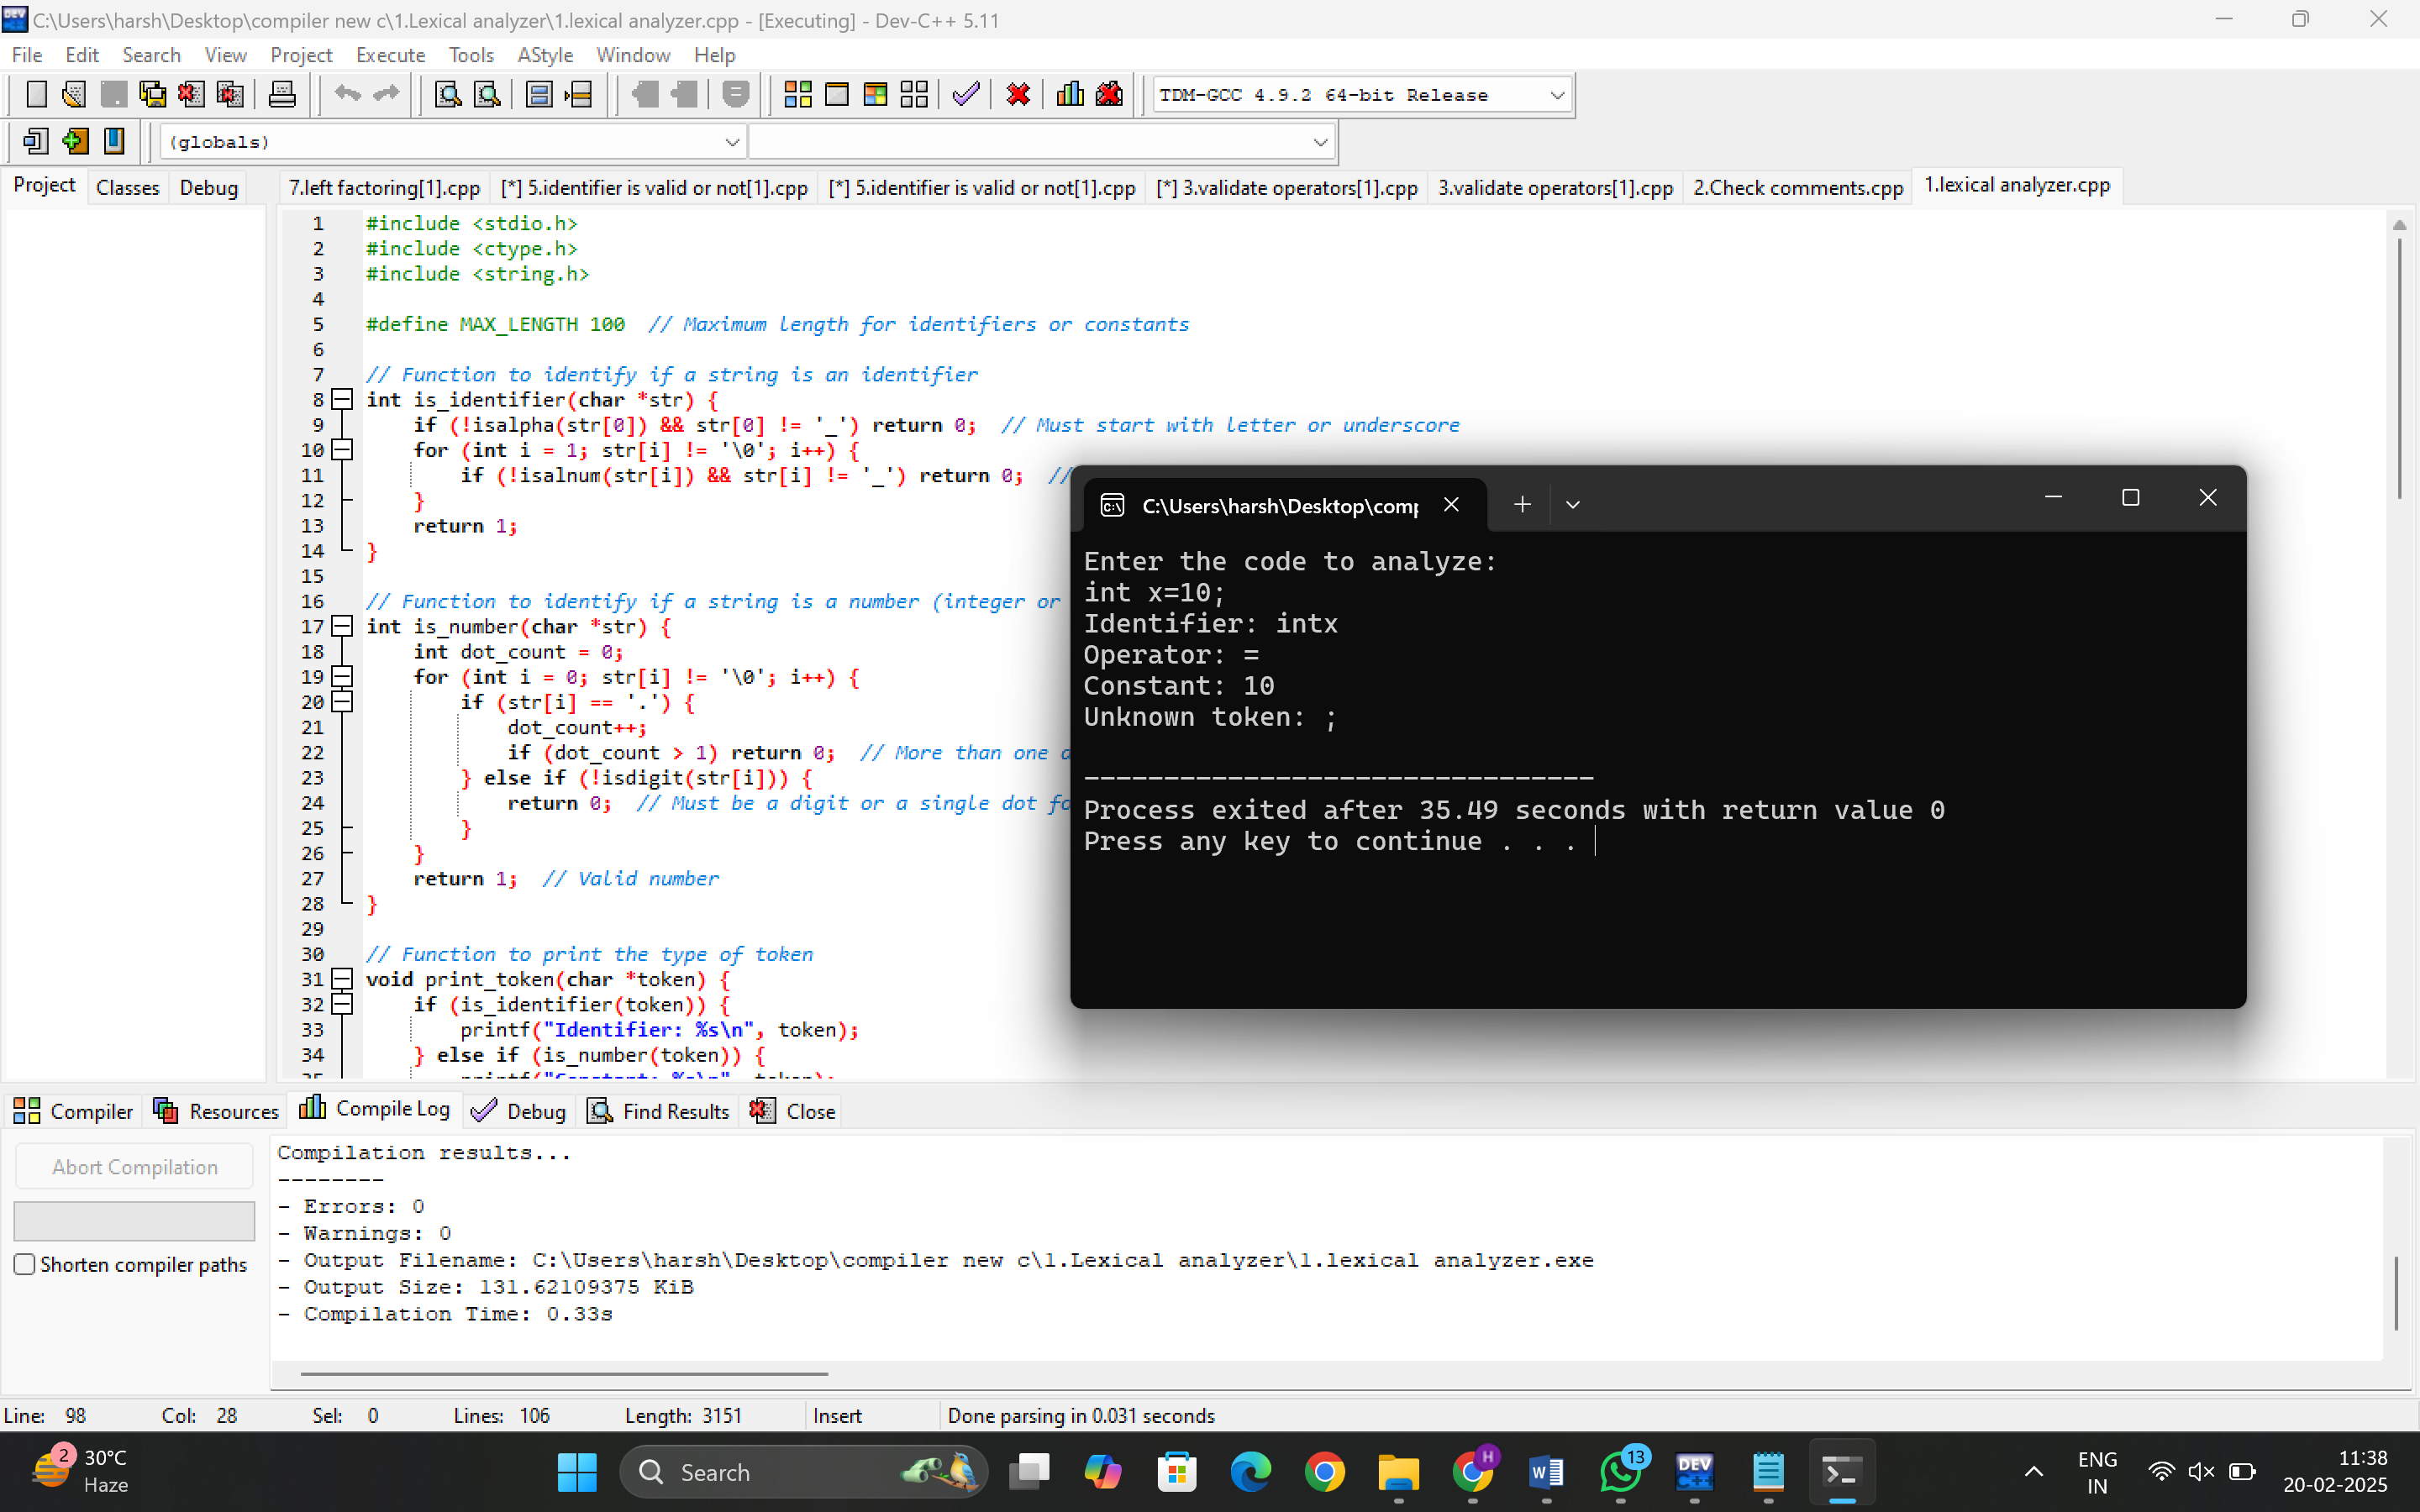 C:\Users\harsh\Desktop\compiler new c\1.Lexical analyzer\1.lexical analyzer.cpp - [Executing] - Dev-C++ 5.11
File Edit Search View Project Execute Tools AStyle Window Help
TDM-GCC 4.9.2 64-bit Release
(globals)
Project Classes Debug
7.left factoring[1].cpp [*] 5.identifier is valid or not[1].cpp [*] 5.identifier is valid or not[1].cpp [*] 3.validate operators[1].cpp 3.validate operators[1].cpp 2.Check comments.cpp 1.lexical analyzer.cpp
1 #include <stdio.h>
2 #include <ctype.h>
3 #include <string.h>
4
5 #define MAX_LENGTH 100 // Maximum length for identifiers or constants
6
7 // Function to identify if a string is an identifier
8 int is_identifier(char *str) {
9 if (!isalpha(str[0]) && str[0] != '_') return 0; // Must start with letter or underscore
10 for (int i = 1; str[i] != '\0'; i++) {
11 if (!isalnum(str[i]) && str[i] != '_') return 0; //
12 }
13 return 1;
14 }
15
16 // Function to identify if a string is a number (integer or
17 int is_number(char *str) {
18 int dot_count = 0;
19 for (int i = 0; str[i] != '\0'; i++) {
20 if (str[i] == '.') {
21 dot_count++;
22 if (dot_count > 1) return 0; // More than one
23 } else if (!isdigit(str[i])) {
24 return 0; // Must be a digit or a single dot
25 }
26 }
27 return 1; // Valid number
28 }
29
30 // Function to print the type of token
31 void print_token(char *token) {
32 if (is_identifier(token)) {
33 printf("Identifier: %s\n", token);
34 } else if (is_number(token)) {
C:\Users\harsh\Desktop\comp
Enter the code to analyze:
int x=10;
Identifier: intx
Operator: =
Constant: 10
Unknown token: ;
--------------------------------
Process exited after 35.49 seconds with return value 0
Press any key to continue . . .
Compiler Resources Compile Log Debug Find Results Close
Abort Compilation
Shorten compiler paths
Compilation results...
--------
- Errors: 0
- Warnings: 0
- Output Filename: C:\Users\harsh\Desktop\compiler new c\1.Lexical analyzer\1.lexical analyzer.exe
- Output Size: 131.62109375 KiB
- Compilation Time: 0.33s
Line: 98 Col: 28 Sel: 0 Lines: 106 Length: 3151 Insert Done parsing in 0.031 seconds
2
30°C
Haze
Search
H
W
13
DEV
C++
ENG
IN
11:38
20-02-2025